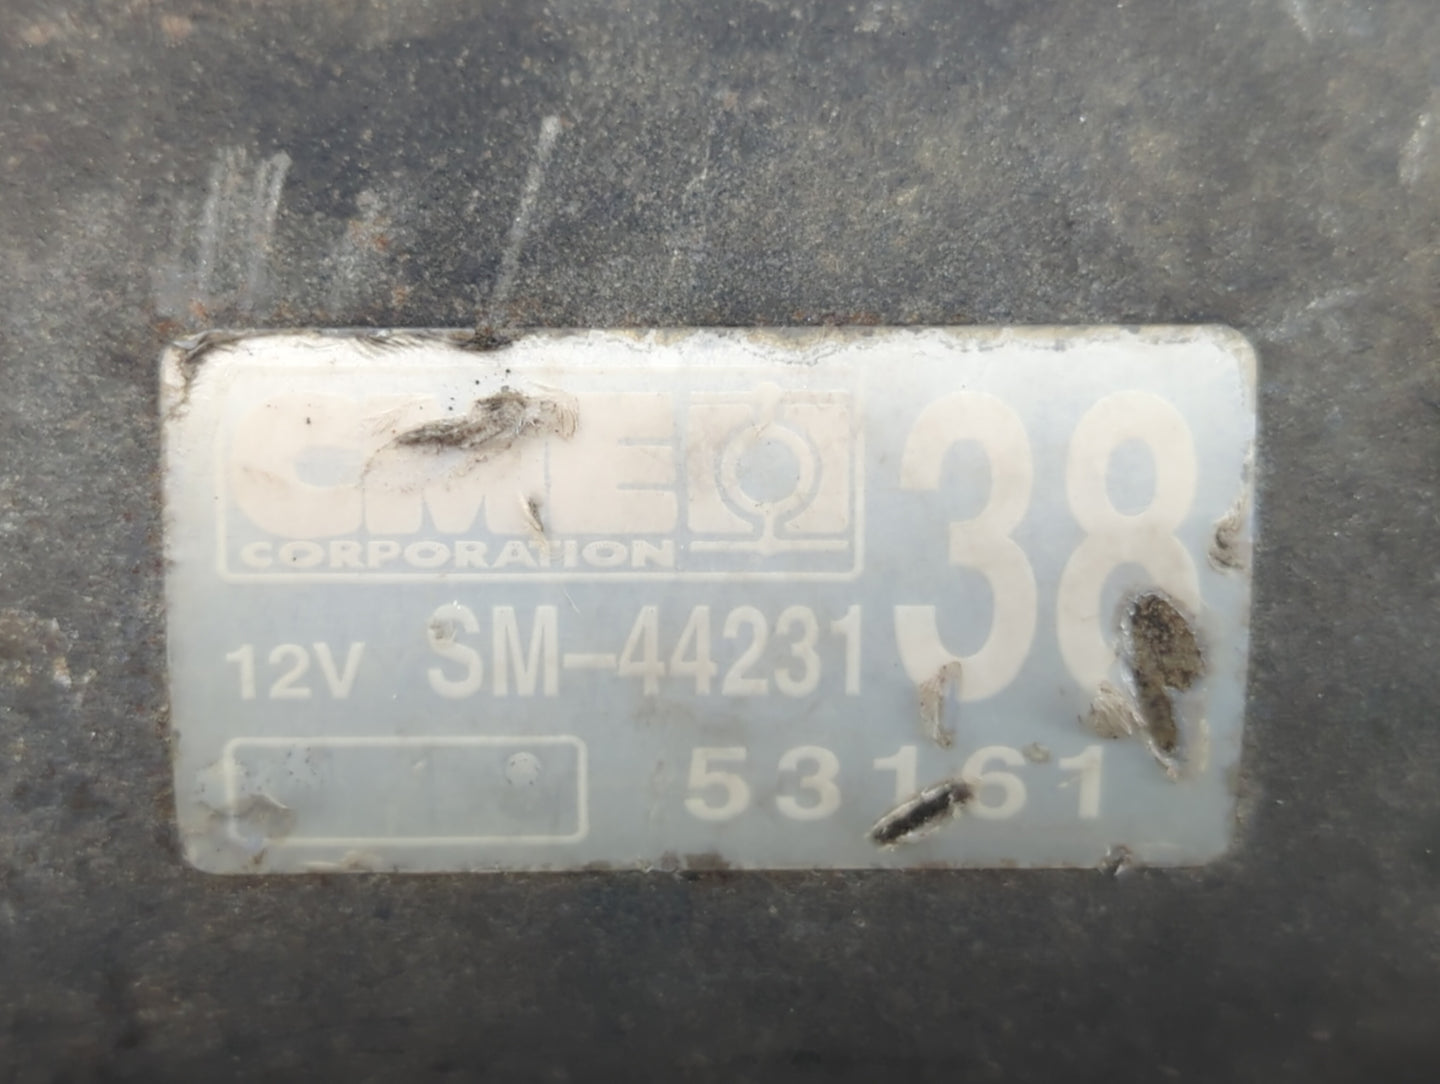 CME
CORPORATION
38
12V SM-44231
53161